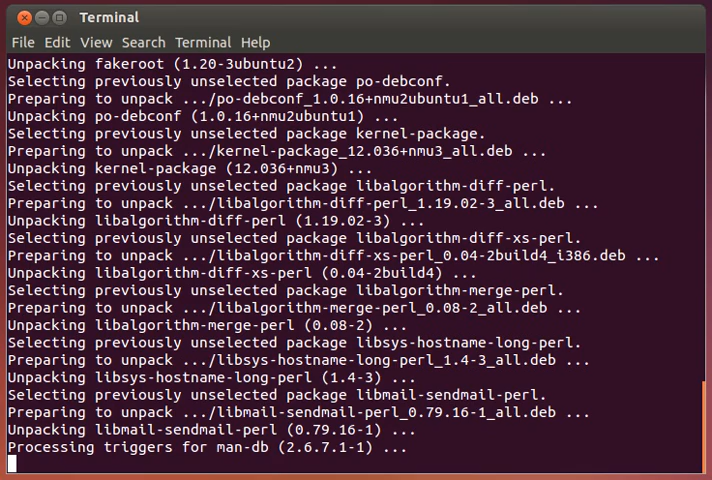 Terminal
File Edit View Search Terminal Help
Unpacking fakeroot (1.20-3ubuntu2) ...
Selecting previously unselected package po-debconf.
Preparing to unpack .../po-debconf_1.0.16+nmu2ubuntu1_all.deb ...
Unpacking po-debconf (1.0.16+nmu2ubuntu1) ...
Selecting previously unselected package kernel-package.
Preparing to unpack .../kernel-package_12.036+nmu3_all.deb ...
Unpacking kernel-package (12.036+nmu3) ...
Selecting previously unselected package libalgorithm-diff-perl.
Preparing to unpack .../libalgorithm-diff-perl_1.19.02-3_all.deb ...
Unpacking libalgorithm-diff-perl (1.19.02-3) ...
Selecting previously unselected package libalgorithm-diff-xs-perl.
Preparing to unpack .../libalgorithm-diff-xs-perl_0.04-2build4_i386.deb ...
Unpacking libalgorithm-diff-xs-perl (0.04-2build4) ...
Selecting previously unselected package libalgorithm-merge-perl.
Preparing to unpack .../libalgorithm-merge-perl_0.08-2_all.deb ...
Unpacking libalgorithm-merge-perl (0.08-2) ...
Selecting previously unselected package libsys-hostname-long-perl.
Preparing to unpack .../libsys-hostname-long-perl_1.4-3_all.deb ...
Unpacking libsys-hostname-long-perl (1.4-3) ...
Selecting previously unselected package libmail-sendmail-perl.
Preparing to unpack .../libmail-sendmail-perl_0.79.16-1_all.deb ...
Unpacking libmail-sendmail-perl (0.79.16-1) ...
Processing triggers for man-db (2.6.7.1-1) ...